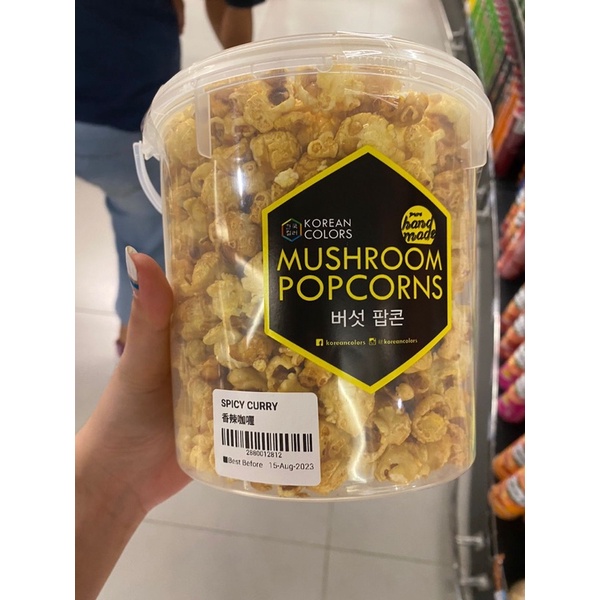 KOREAN
COLORS
pure
hand
made
MUSHROOM
POPCORNS
버섯 팝콘
koreancolors @koreancolors
SPICY CURRY
香辣咖喱
2880012812
Best Before 15-Aug-2023